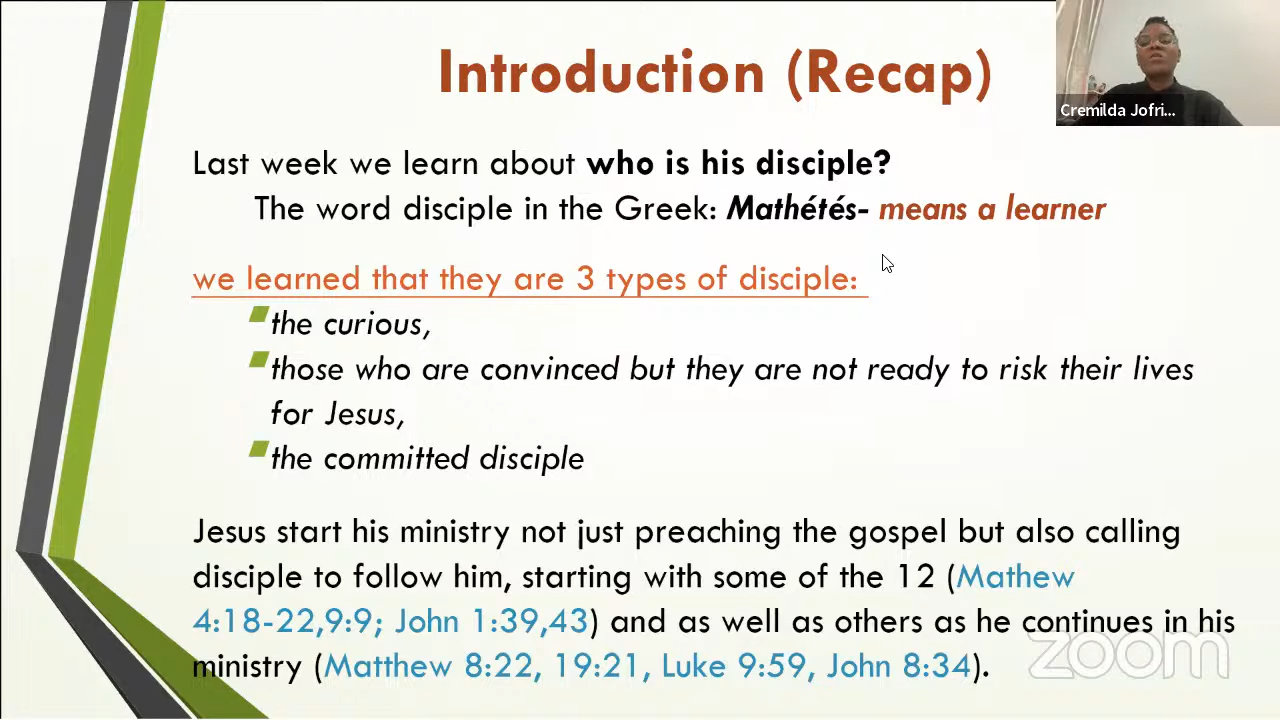 Introduction (Recap)
Cremilda Jofri...
Last week we learn about who is his disciple?
The word disciple in the Greek: Mathétés- means a learner
we learned that they are 3 types of disciple:
the curious,
those who are convinced but they are not ready to risk their lives
for Jesus,
the committed disciple
Jesus start his ministry not just preaching the gospel but also calling
disciple to follow him, starting with some of the 12 (Mathew
4:18-22,9:9; John 1:39,43) and as well as others as he continues in his
ministry (Matthew 8:22, 19:21, Luke 9:59, John 8:34).
zoom